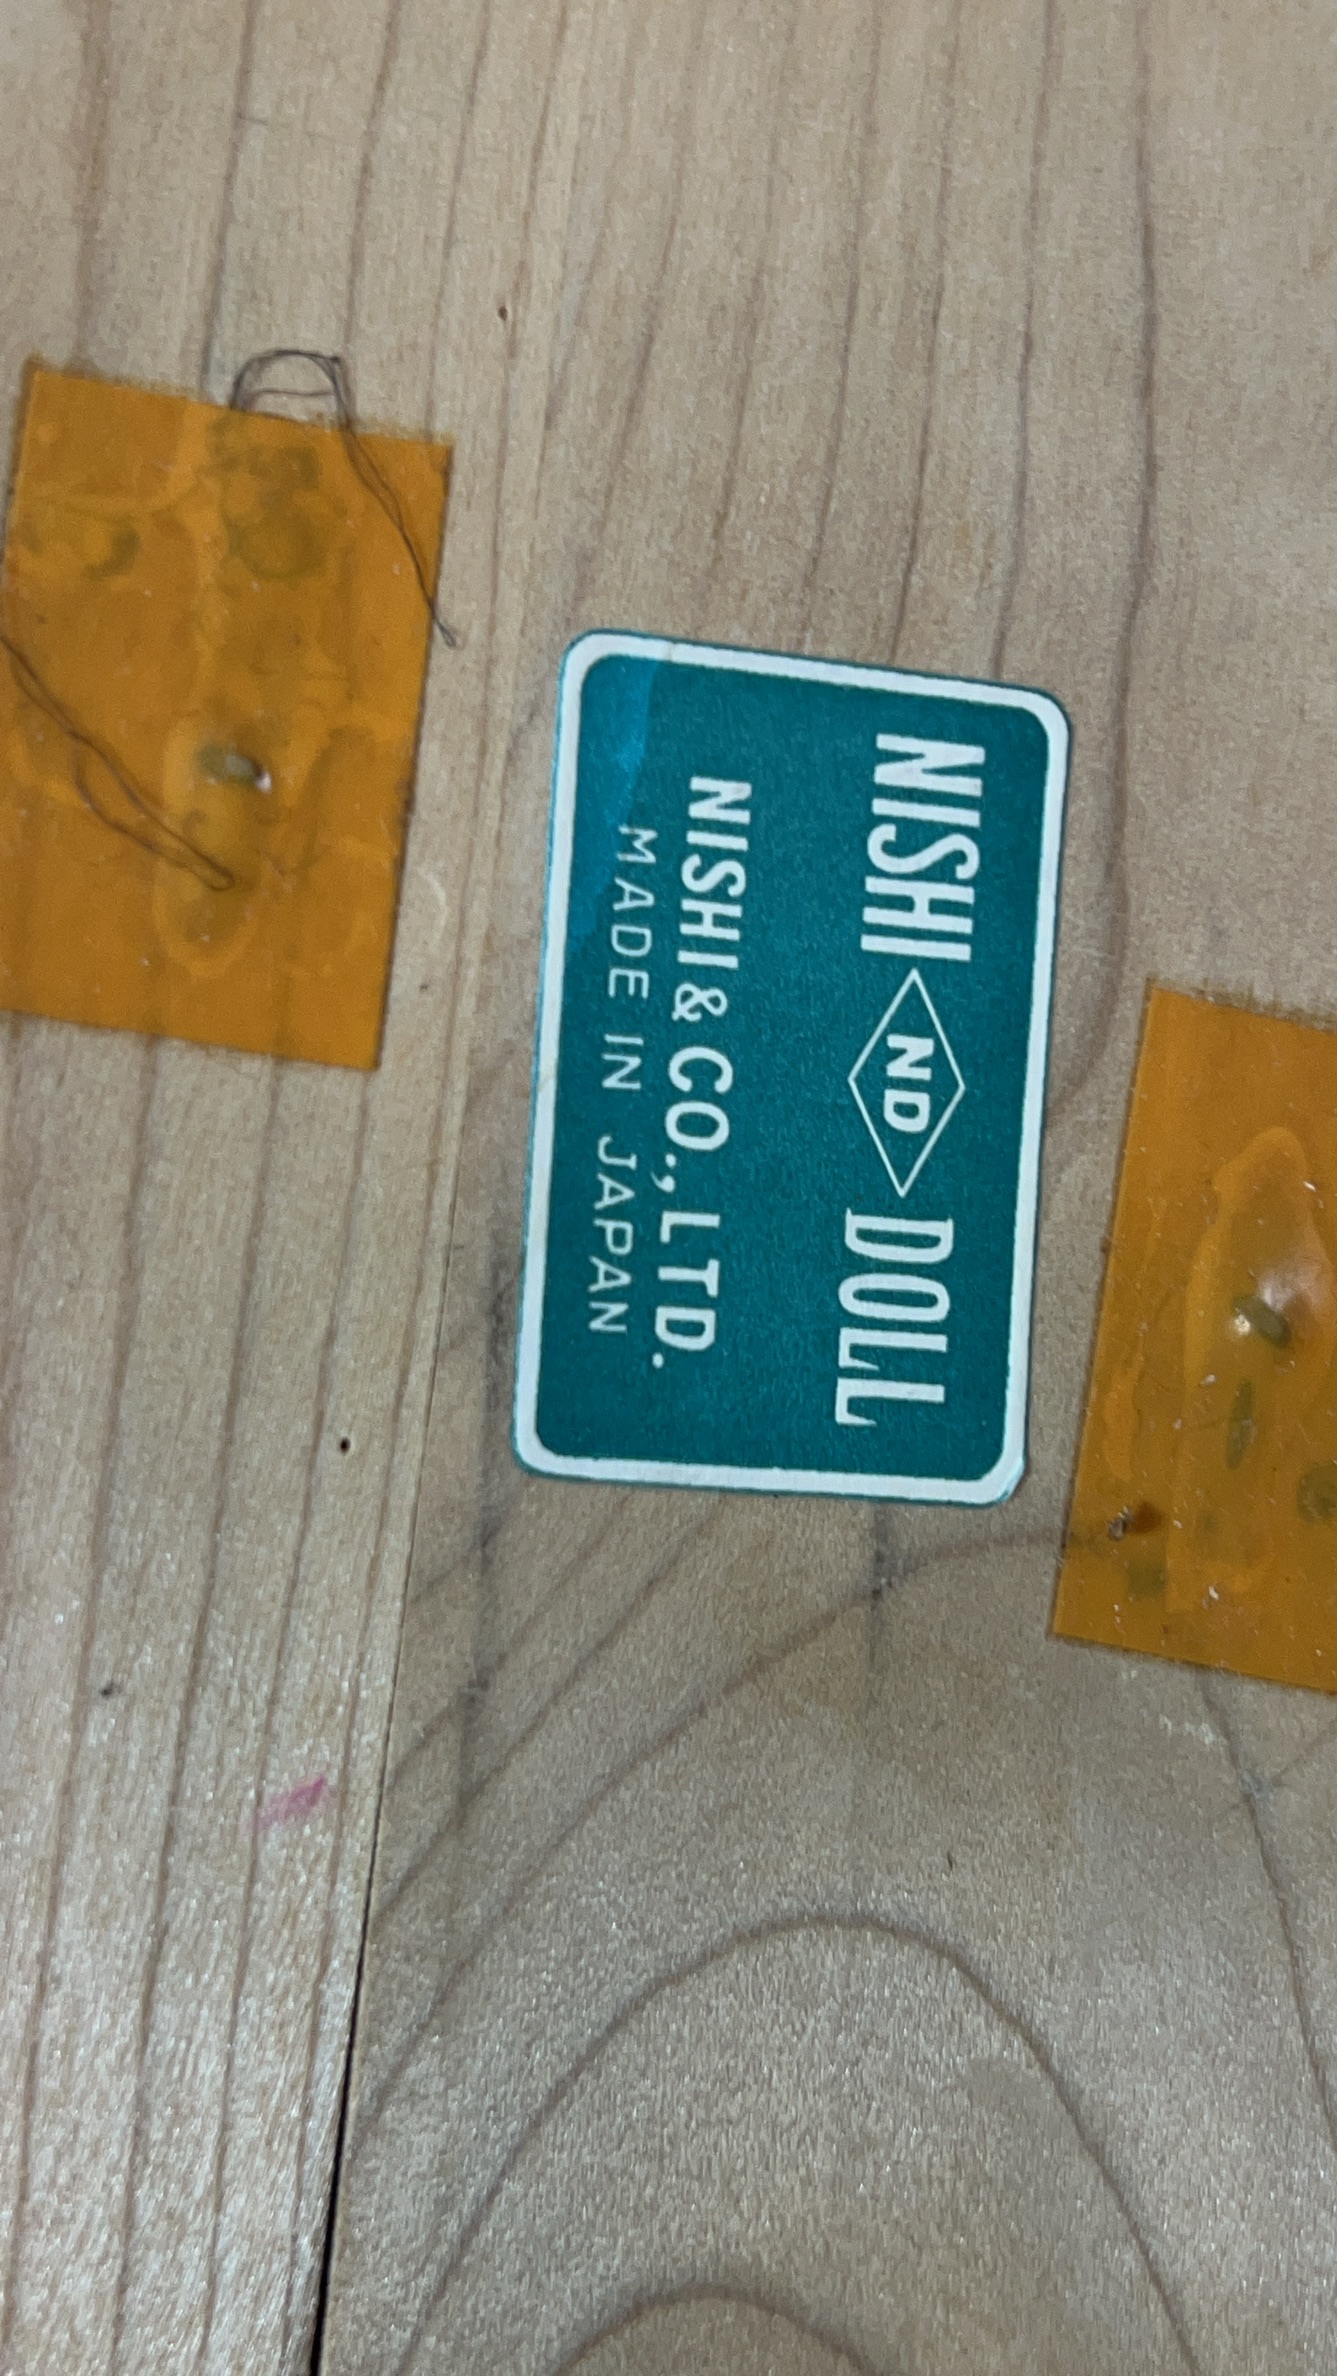 NISHI ND DOLL
NISHI & CO., LTD.
MADE IN JAPAN